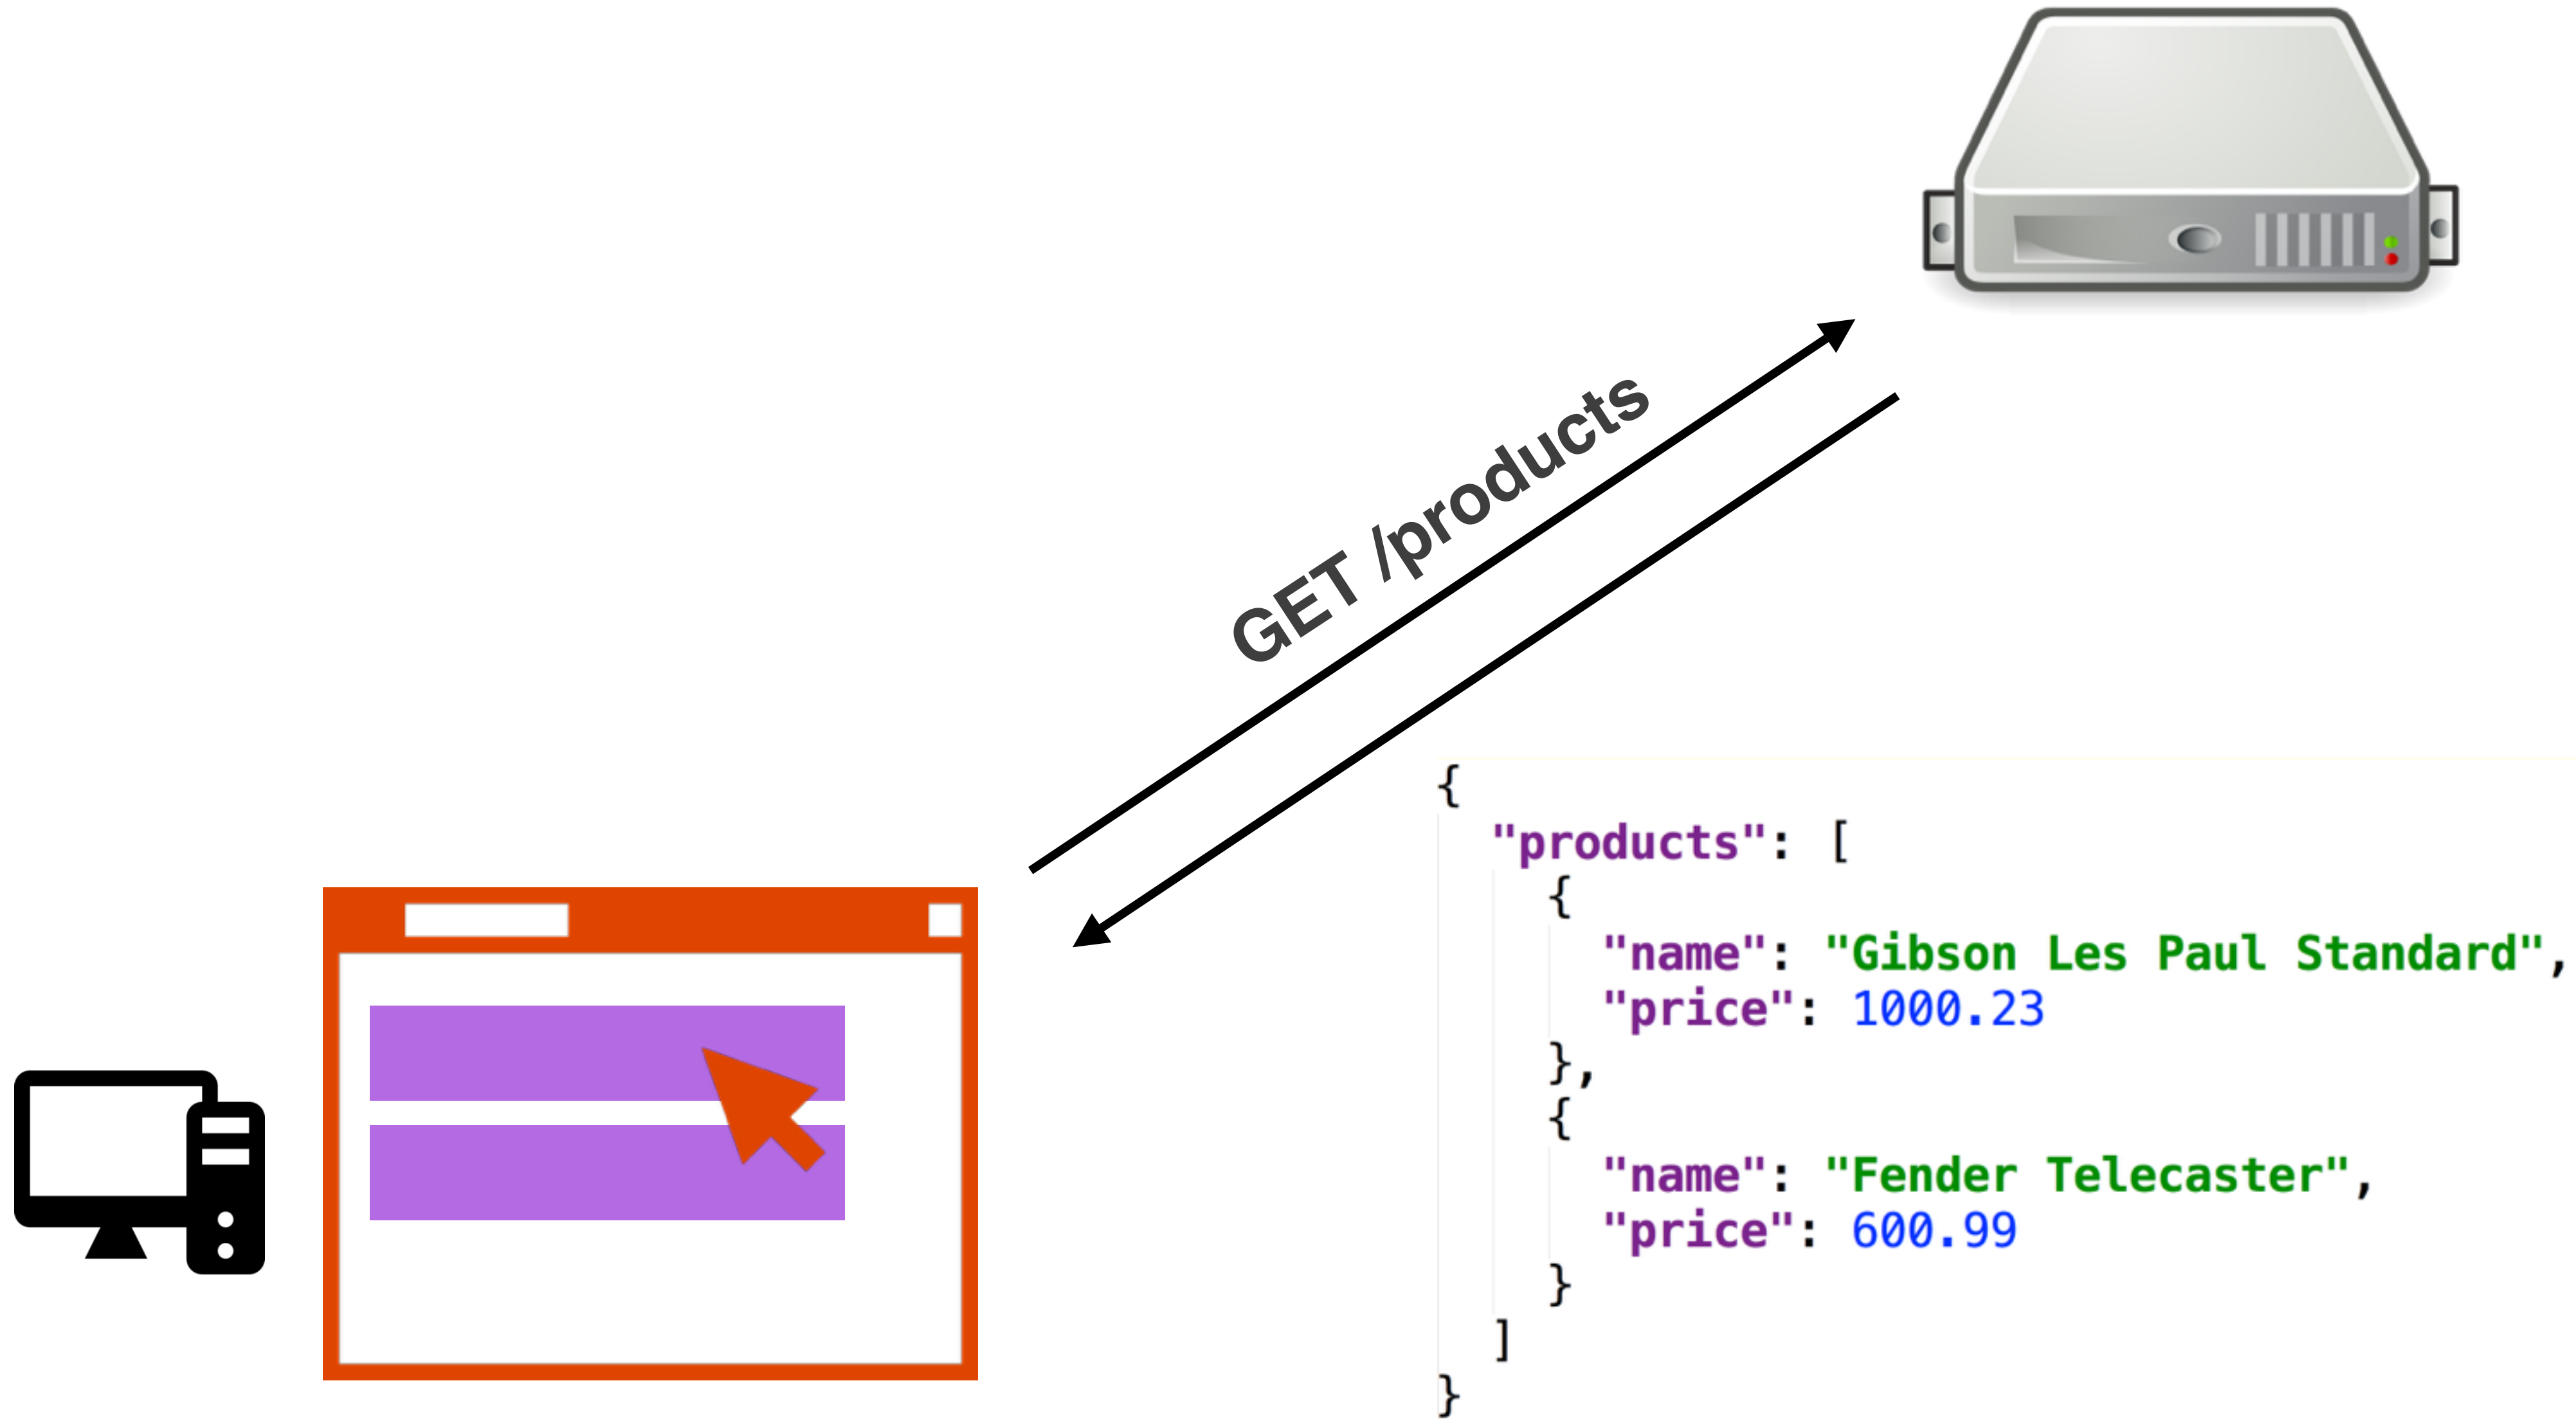 GET /products
{
"products": [
{
"name": "Gibson Les Paul Standard",
"price": 1000.23
},
{
"name": "Fender Telecaster",
"price": 600.99
}
]
}